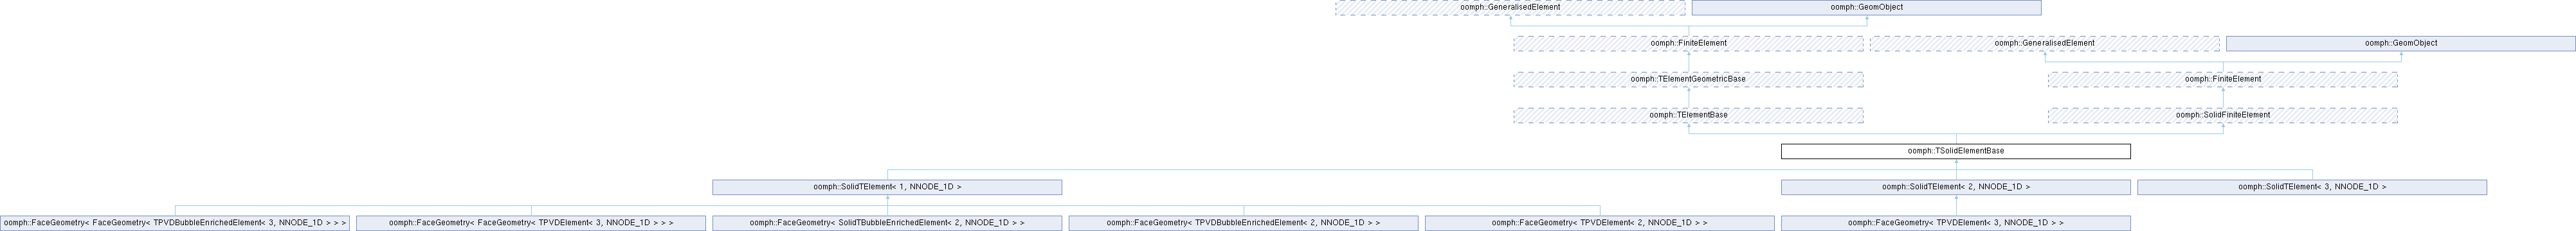 oomph::GeneralisedElement
oomph::GeomObject
oomph::FiniteElement
oomph::GeneralisedElement
oomph::GeomObject
oomph::TElementGeometricBase
oomph::FiniteElement
oomph::TElementBase
oomph::SolidFiniteElement
oomph::TSolidElementBase
oomph::SolidTElement< 1, NNODE_1D >
oomph::SolidTElement< 2, NNODE_1D >
oomph::SolidTElement< 3, NNODE_1D >
oomph::FaceGeometry< FaceGeometry< TPVDBubbleEnrichedElement< 3, NNODE_1D > > >
oomph::FaceGeometry< FaceGeometry< TPVDElement< 3, NNODE_1D > > >
oomph::FaceGeometry< SolidTBubbleEnrichedElement< 2, NNODE_1D > >
oomph::FaceGeometry< TPVDBubbleEnrichedElement< 2, NNODE_1D > >
oomph::FaceGeometry< TPVDElement< 2, NNODE_1D > >
oomph::FaceGeometry< TPVDElement< 3, NNODE_1D > >